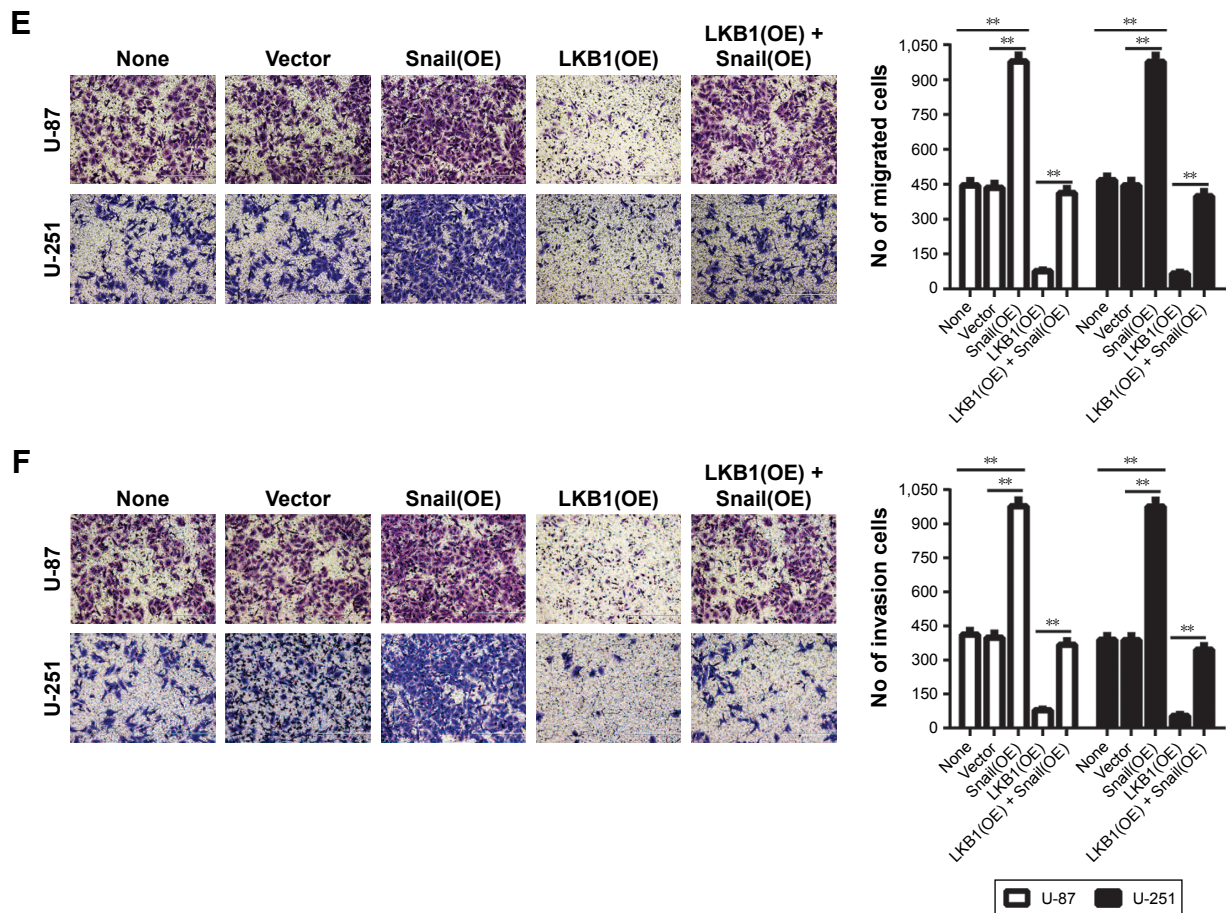 E
None
Vector
Snail(OE)
LKB1(OE)
LKB1(OE) +
Snail(OE)
U-87
U-251
No of migrated cells
1,050
900
750
600
450
300
150
0
**
**
**
**
**
**
None
Vector
Snail(OE)
LKB1(OE)
LKB1(OE) + Snail(OE)
None
Vector
Snail(OE)
LKB1(OE)
LKB1(OE) + Snail(OE)
F
None
Vector
Snail(OE)
LKB1(OE)
LKB1(OE) +
Snail(OE)
U-87
U-251
No of invasion cells
1,050
900
750
600
450
300
150
0
**
**
**
**
**
**
None
Vector
Snail(OE)
LKB1(OE)
LKB1(OE) + Snail(OE)
None
Vector
Snail(OE)
LKB1(OE)
LKB1(OE) + Snail(OE)
U-87
U-251